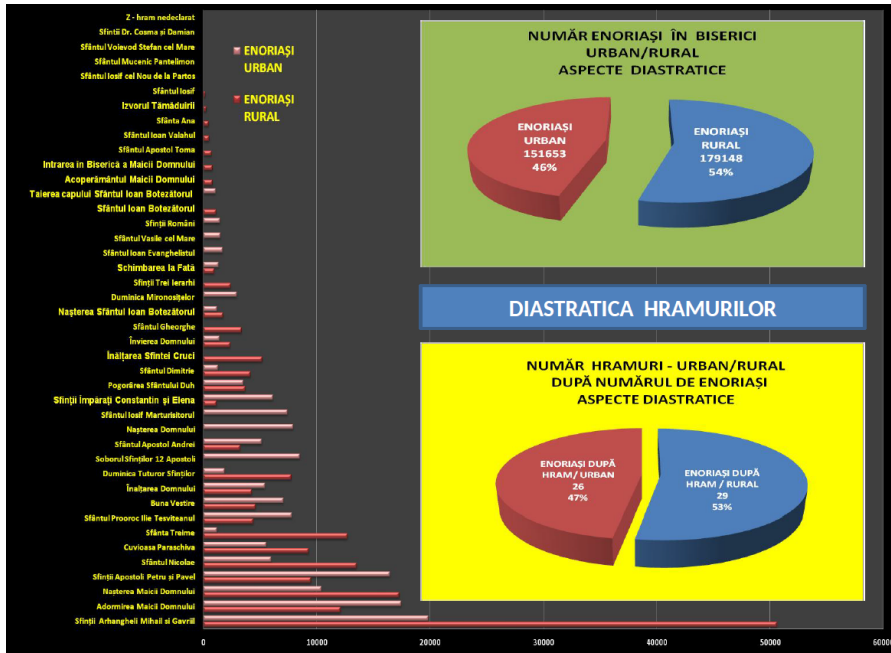 Z - hram nedeclarat
Sfintii Dr. Cosma și Damian
Sfântul Voievod Stefan cel Mare
Sfântul Mucenic Pantelimon
Sfântul Iosif cel Nou de la Partos
Sfântul Iosif
Izvorul Tămăduirii
Sfânta Ana
Sfântul Ioan Valahul
Sfântul Apostol Toma
Intrarea în Biserică a Maicii Domnului
Acoperământul Maicii Domnului
Taierea capului Sfântul Ioan Botezătorul
Sfântul Ioan Botezătorul
Sfinții Români
Sfântul Vasile cel Mare
Sfântul Ioan Evanghelistul
Schimbarea la Față
Sfinții Trei Ierarhi
Duminica Mironosițelor
Nașterea Sfântul Ioan Botezătorul
Sfântul Gheorghe
Învierea Domnului
Înălțarea Sfintei Cruci
Sfântul Dimitrie
Pogorârea Sfântului Duh
Sfinții Împărați Constantin și Elena
Sfântul Iosif Marturisitorul
Nașterea Domnului
Sfântul Apostol Andrei
Soborul Sfinților 12 Apostoli
Duminica Tuturor Sfinților
Înalțarea Domnului
Buna Vestire
Sfântul Prooroc Ilie Tesviteanul
Sfânta Treime
Cuvioasa Paraschiva
Sfântul Nicolae
Sfinții Apostoli Petru și Pavel
Nașterea Maicii Domnului
Adormirea Maicii Domnului
Sfinții Arhangheli Mihail si Gavriil
0 10000 20000 30000 40000 50000 6000
ENORIAȘI
URBAN
ENORIAȘI
RURAL
NUMĂR ENORIAȘI ÎN BISERICI
URBAN/RURAL
ASPECTE DIASTRATICE
ENORIAȘI
URBAN
151653
46%
ENORIAȘI
RURAL
179148
54%
DIASTRATICA HRAMURILOR
NUMĂR HRAMURI - URBAN/RURAL
DUPĂ NUMĂRUL DE ENORIAȘI
ASPECTE DIASTRATICE
ENORIAȘI DUPĂ
HRAM/ URBAN
26
47%
ENORIAȘI DUPĂ
HRAM / RURAL
29
53%